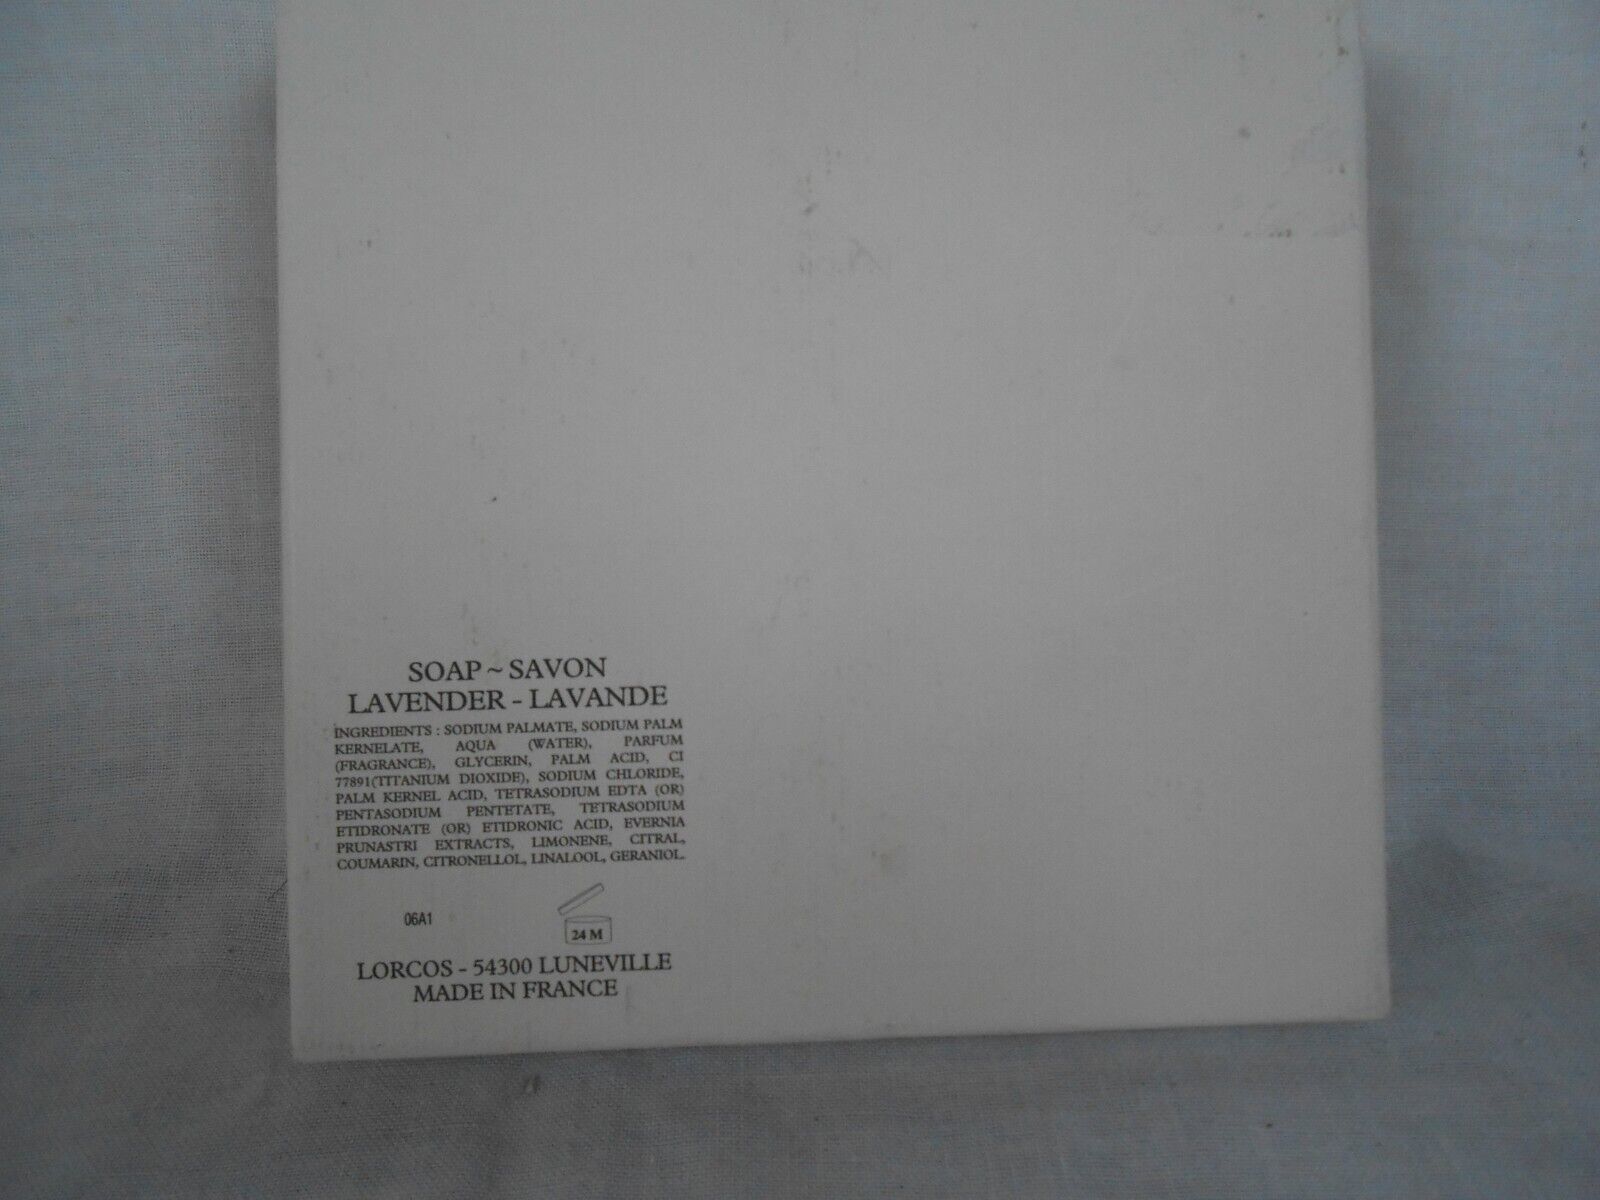 SOAP ~ SAVON
LAVENDER - LAVANDE
INGREDIENTS : SODIUM PALMATE, SODIUM PALM
KERNELATE, AQUA (WATER), PARFUM
(FRAGRANCE), GLYCERIN, PALM ACID, CI
77891(TITANIUM DIOXIDE), SODIUM CHLORIDE,
PALM KERNEL ACID, TETRASODIUM EDTA (OR)
PENTASODIUM PENTETATE, TETRASODIUM
ETIDRONATE (OR) ETIDRONIC ACID, EVERNIA
PRUNASTRI EXTRACTS, LIMONENE, CITRAL,
COUMARIN, CITRONELLOL, LINALOOL, GERANIOL.
06A1
24 M
LORCOS - 54300 LUNEVILLE
MADE IN FRANCE